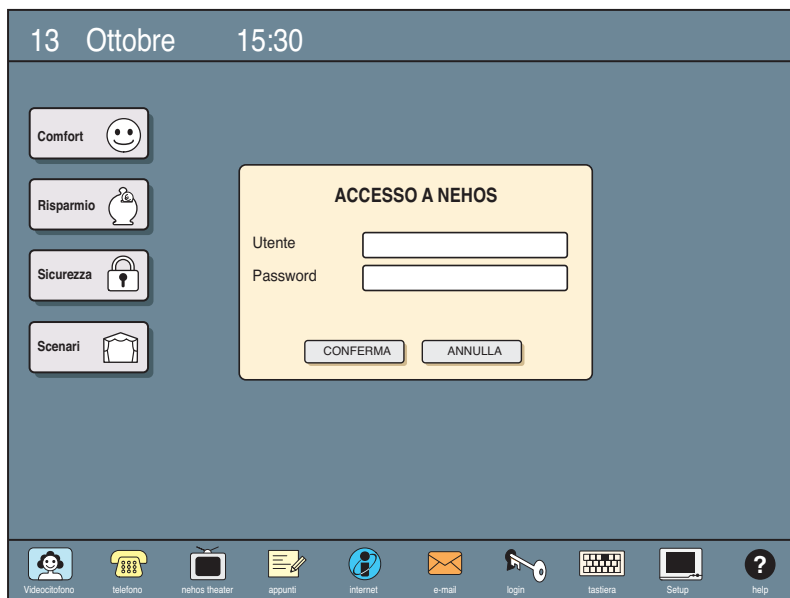 13 Ottobre 15:30
Comfort
Risparmio
Sicurezza
Scenari
ACCESSO A NEHOS
Utente
Password
CONFERMA ANNULLA
Videocitofono telefono nehos theater appunti internet e-mail login tastiera Setup help